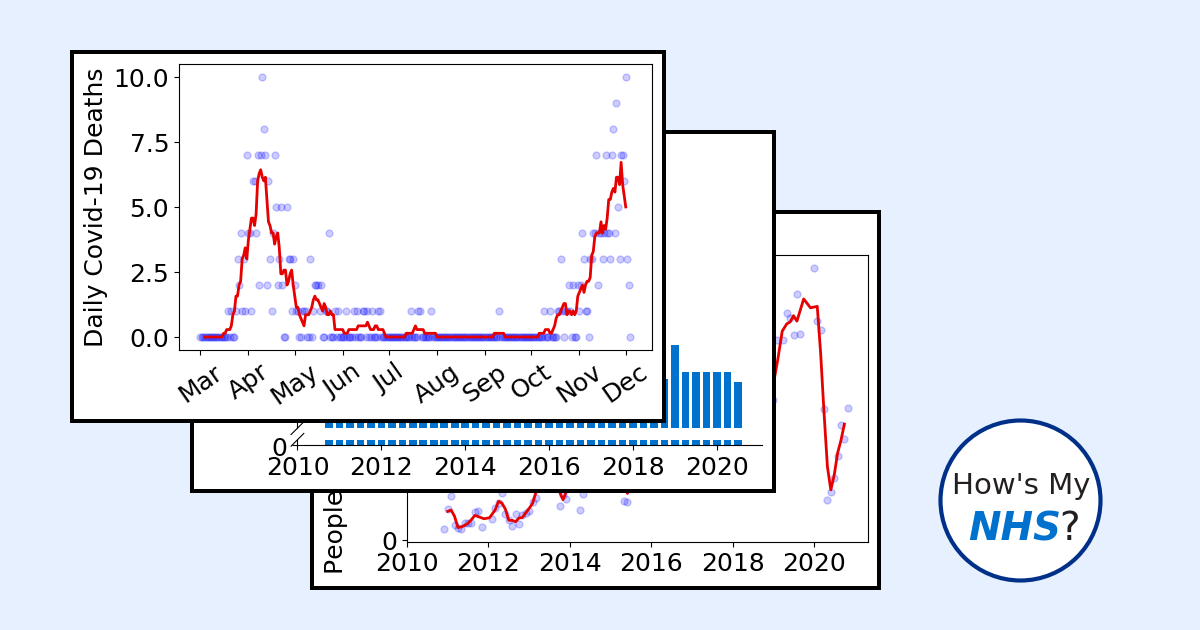 Daily Covid-19 Deaths
10.0
7.5
5.0
2.5
0.0
Mar Apr May Jun Jul Aug Sep Oct Nov Dec
0
2010 2012 2014 2016 2018 2020
People
0
2010 2012 2014 2016 2018 2020
How's My
NHS?